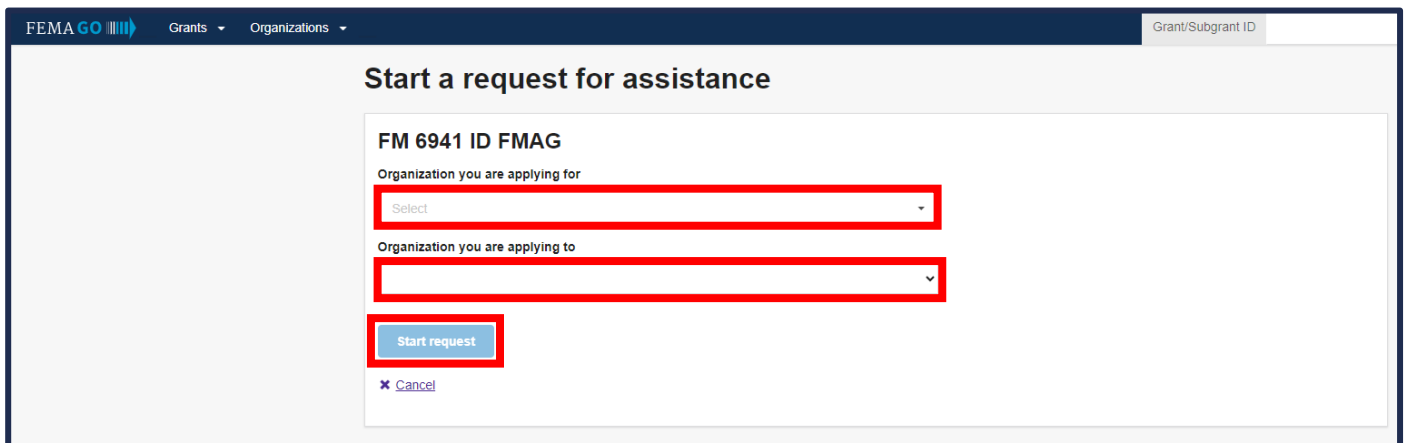 FEMA GO Grants Organizations Grant/Subgrant ID
Start a request for assistance
FM 6941 ID FMAG
Organization you are applying for
Select
Organization you are applying to
Start request
Cancel